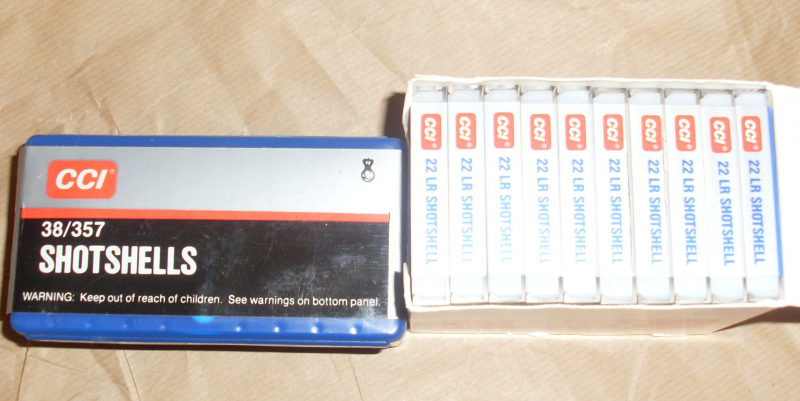 CCI
38/357
SHOTSHELLS
WARNING: Keep out of reach of children. See warnings on bottom panel.
CCI 22 LR SHOTSHELL
CCI 22 LR SHOTSHELL
CCI 22 LR SHOTSHELL
CCI 22 LR SHOTSHELL
CCI 22 LR SHOTSHELL
CCI 22 LR SHOTSHELL
CCI 22 LR SHOTSHELL
CCI 22 LR SHOTSHELL
CCI 22 LR SHOTSHELL
CCI 22 LR SHOTSHELL